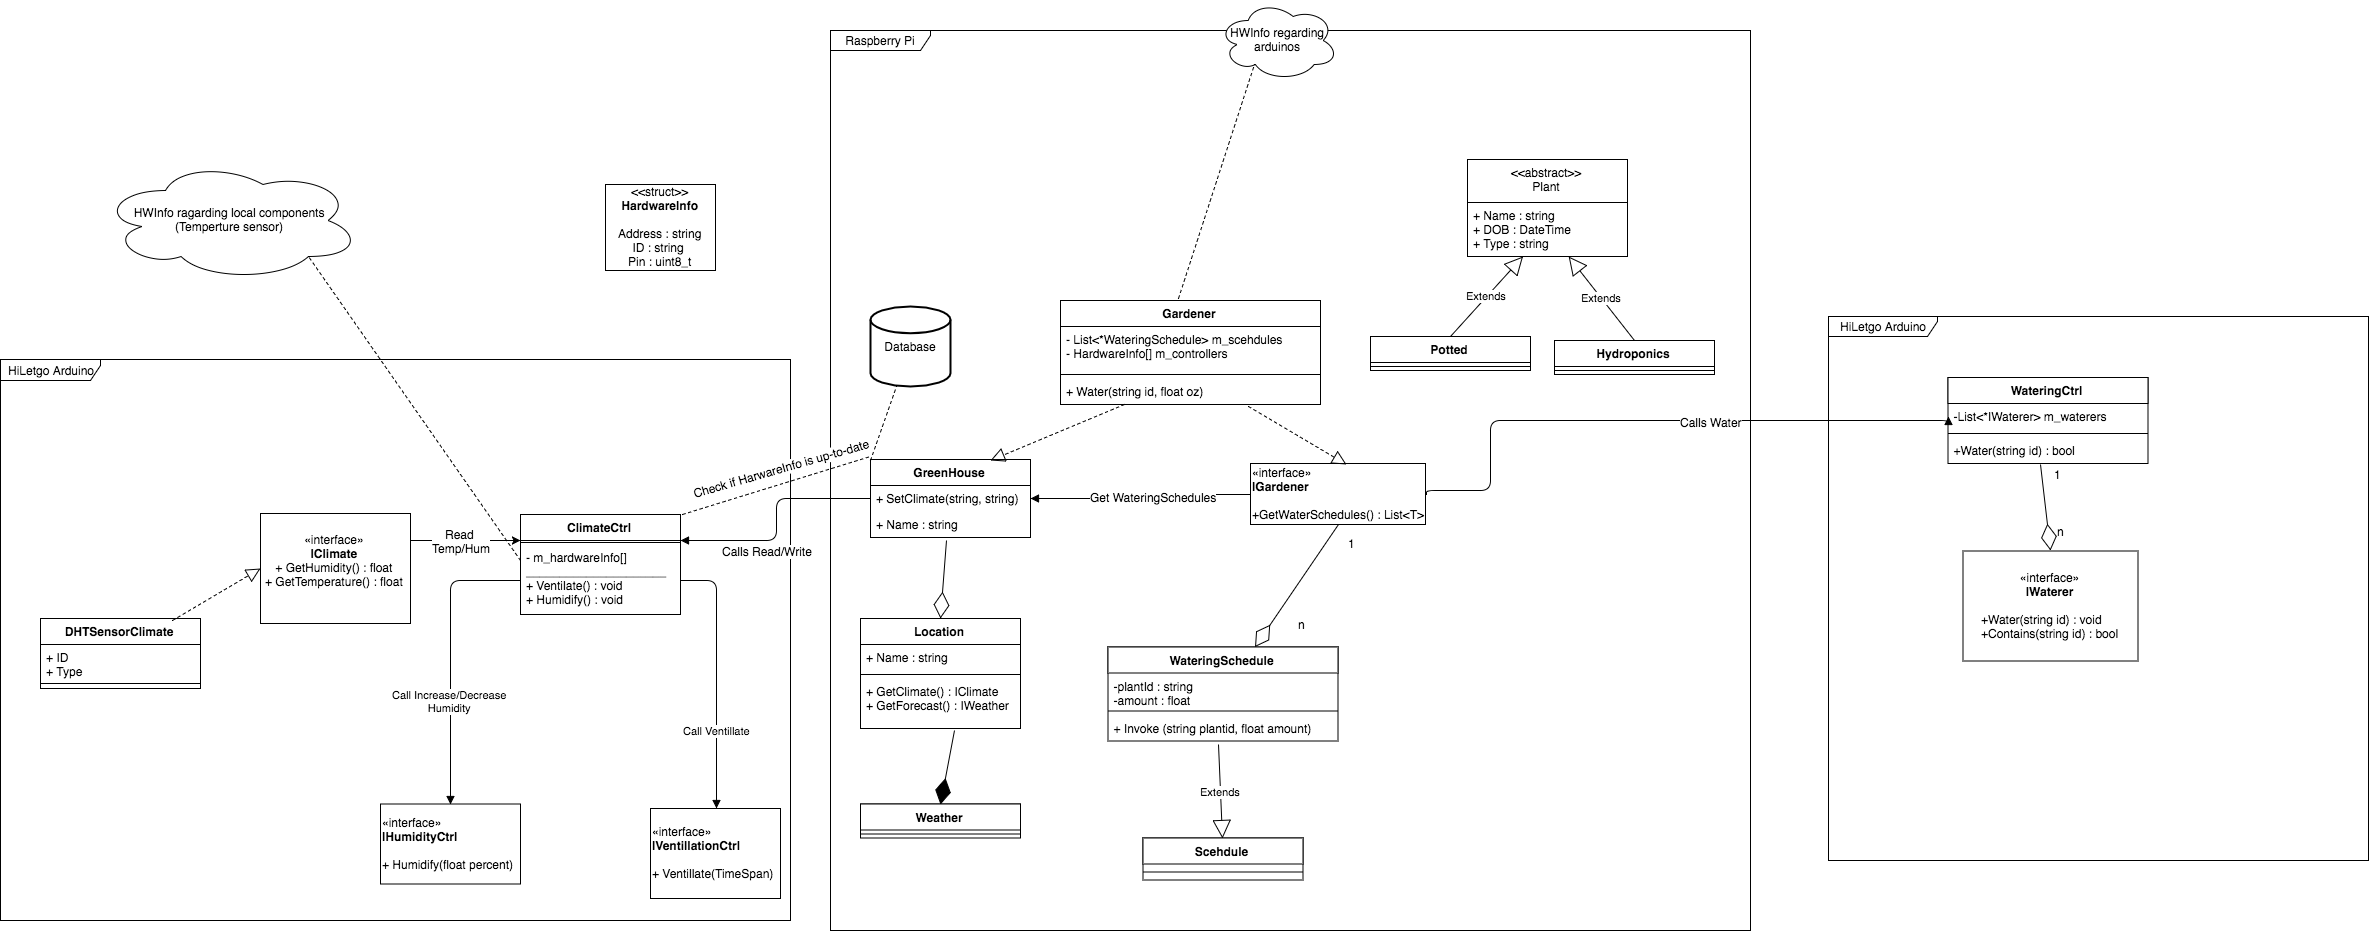 HWInfo regarding
arduinos
Raspberry Pi
<<abstract>>
Plant
+ Name : string
+ DOB : DateTime
+ Type : string
Extends
Extends
Potted
Hydroponics
HWInfo ragarding local components
(Temperture sensor)
<<struct>>
HardwareInfo
Address : string
ID : string
Pin : uint8_t
Database
Gardener
- List<*WateringSchedule> m_scehdules
- HardwareInfo[] m_controllers
+ Water(string id, float oz)
HiLetgo Arduino
Check if HarwareInfo is up-to-date
GreenHouse
+ SetClimate(string, string)
+ Name : string
Get WateringSchedules
«interface»
IGardener
+GetWaterSchedules() : List<T>
Calls Water
HiLetgo Arduino
WateringCtrl
-List<*IWaterer> m_waterers
+Water(string id) : bool
1
n
«interface»
IWaterer
+Water(string id) : void
+Contains(string id) : bool
«interface»
IClimate
+ GetHumidity() : float
+ GetTemperature() : float
Read
Temp/Hum
ClimateCtrl
- m_hardwareInfo[]
+ Ventilate() : void
+ Humidify() : void
Calls Read/Write
DHTSensorClimate
+ ID
+ Type
Call Increase/Decrease
Humidity
Call Ventillate
«interface»
IHumidityCtrl
+ Humidify(float percent)
«interface»
IVentillationCtrl
+ Ventillate(TimeSpan)
Location
+ Name : string
+ GetClimate() : IClimate
+ GetForecast() : IWeather
Weather
1
n
WateringSchedule
-plantId : string
-amount : float
+ Invoke (string plantid, float amount)
Extends
Scehdule